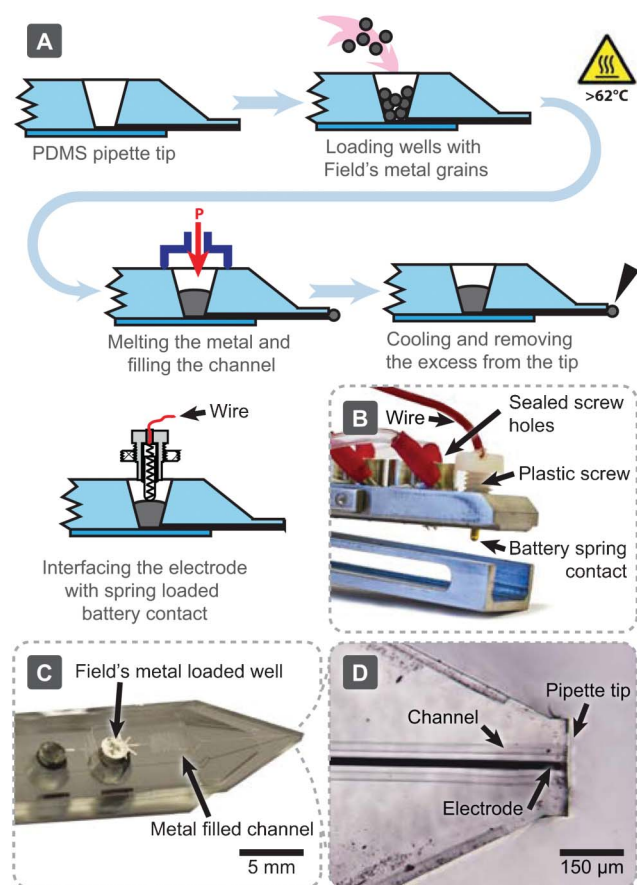 A
>62°C
PDMS pipette tip
Loading wells with
Field's metal grains
P
Melting the metal and
filling the channel
Cooling and removing
the excess from the tip
Wire
Interfacing the electrode
with spring loaded
battery contact
B
Wire
Sealed screw
holes
Plastic screw
Battery spring
contact
C
Field's metal loaded well
Metal filled channel
5 mm
D
Channel
Pipette tip
Electrode
150 µm